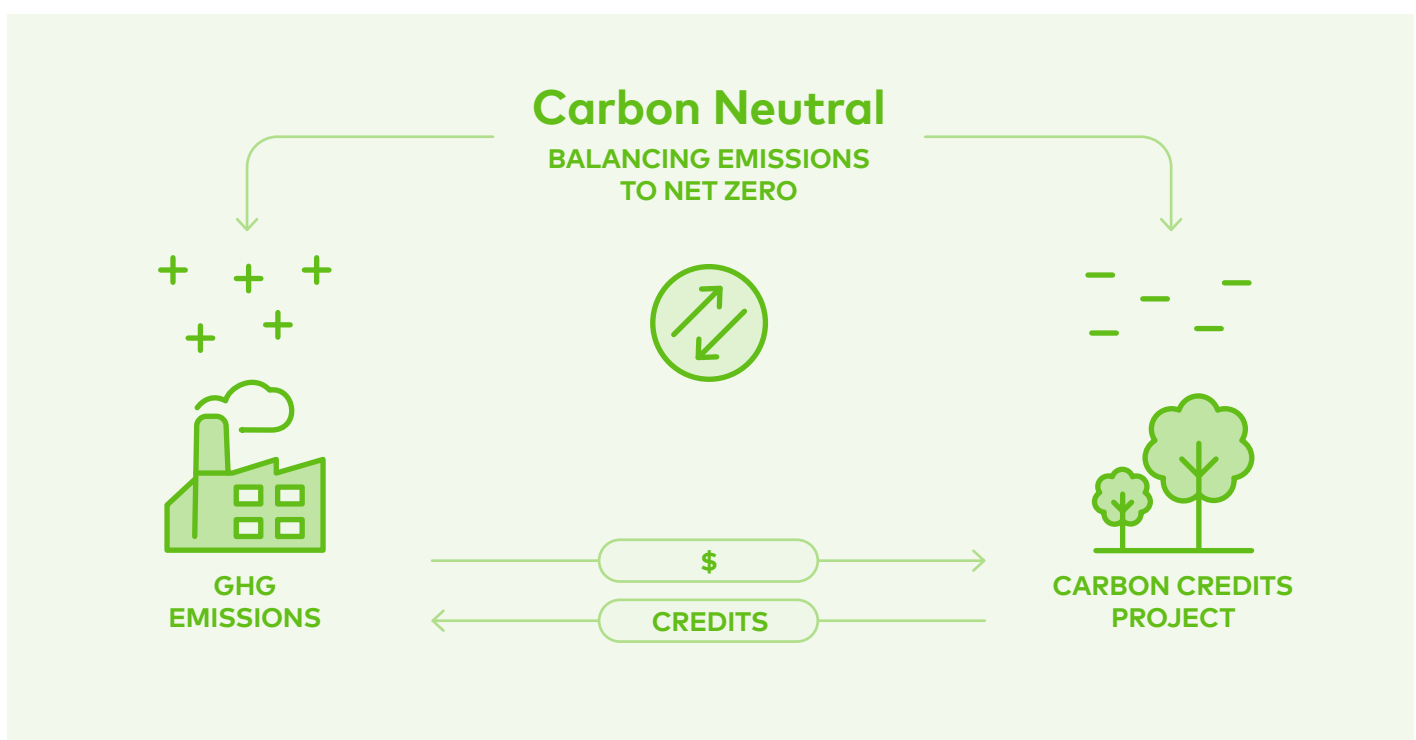 Carbon Neutral
BALANCING EMISSIONS
TO NET ZERO
$
CREDITS
GHG
EMISSIONS
CARBON CREDITS
PROJECT